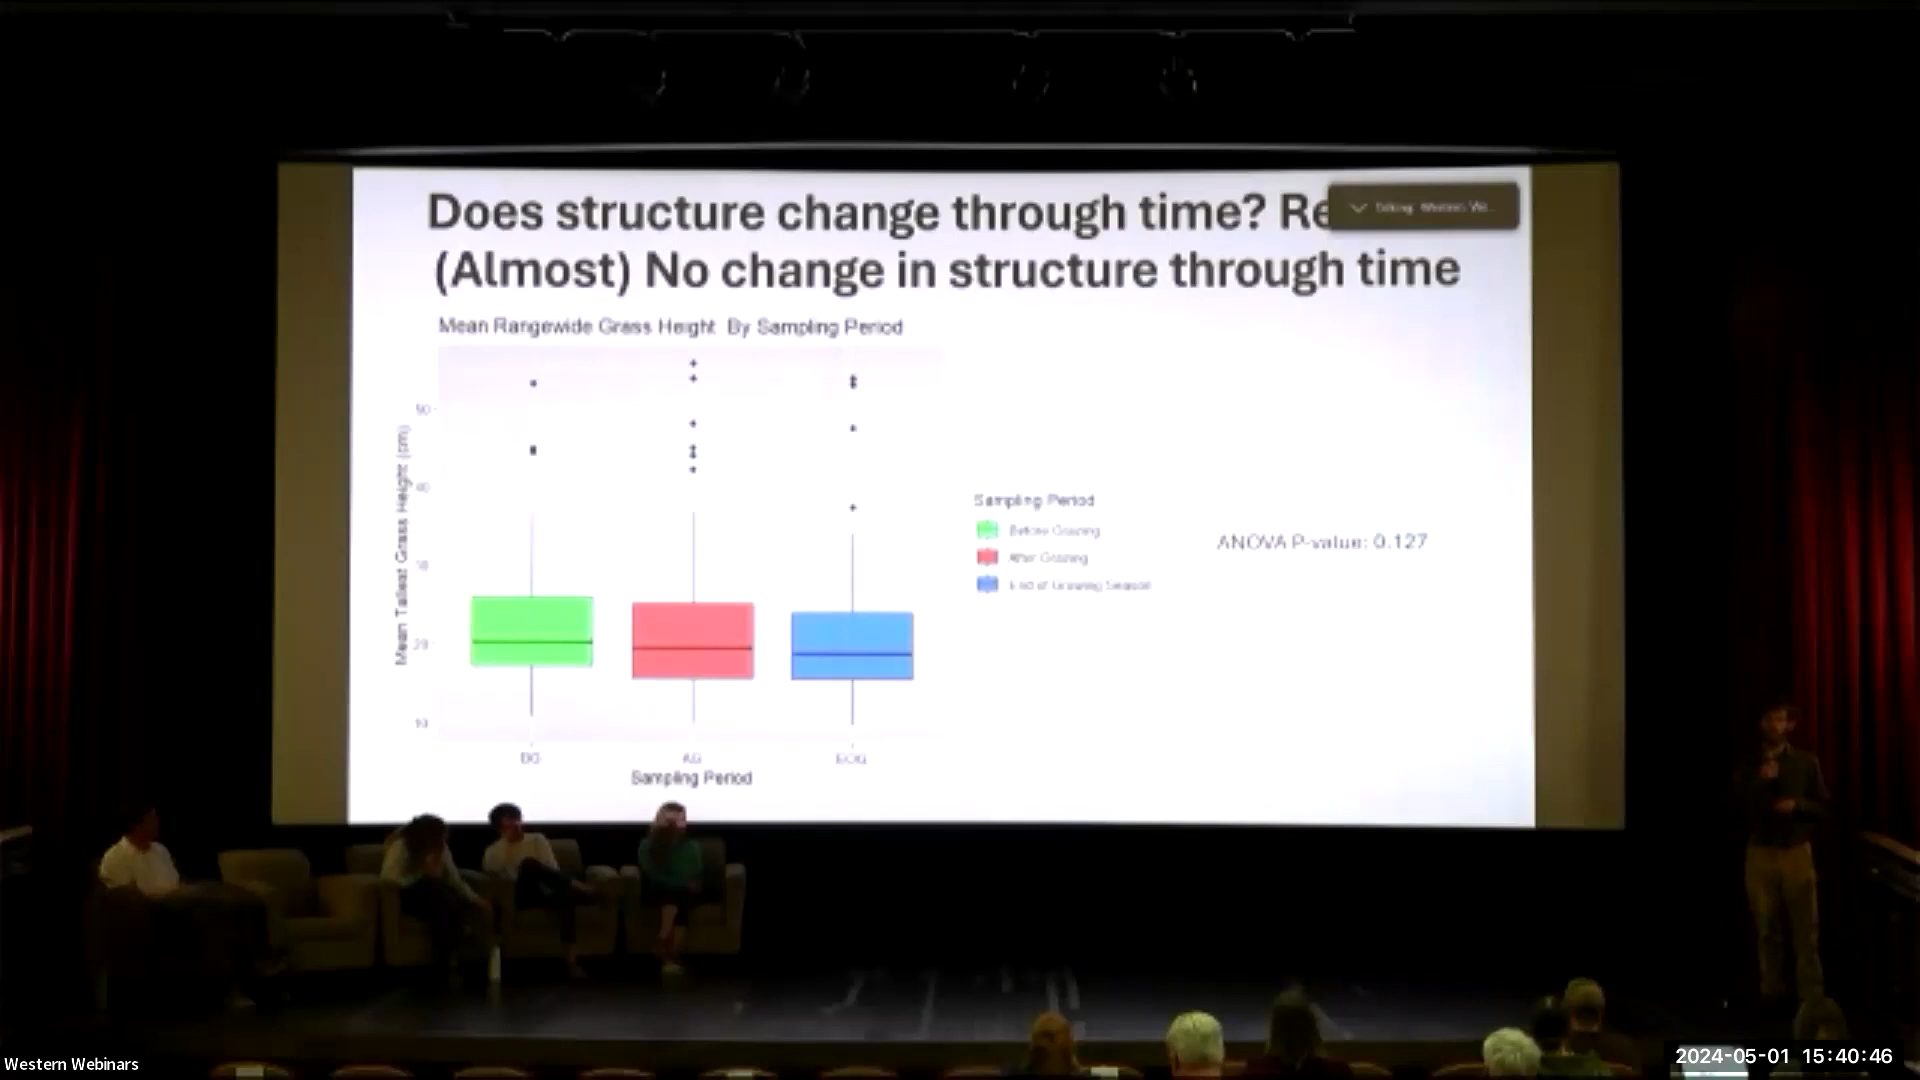 Does structure change through time? Re
Talking: Western We...
(Almost) No change in structure through time
Mean Rangewide Grass Height By Sampling Period
Mean Tallest Grass Height (cm)
50
40
30
20
10
BG
AG
EOG
Sampling Period
Sampling Period
Before Grazing
After Grazing
End of Growing Season
ANOVA P-value: 0.127
Western Webinars
2024-05-01 15:40:46